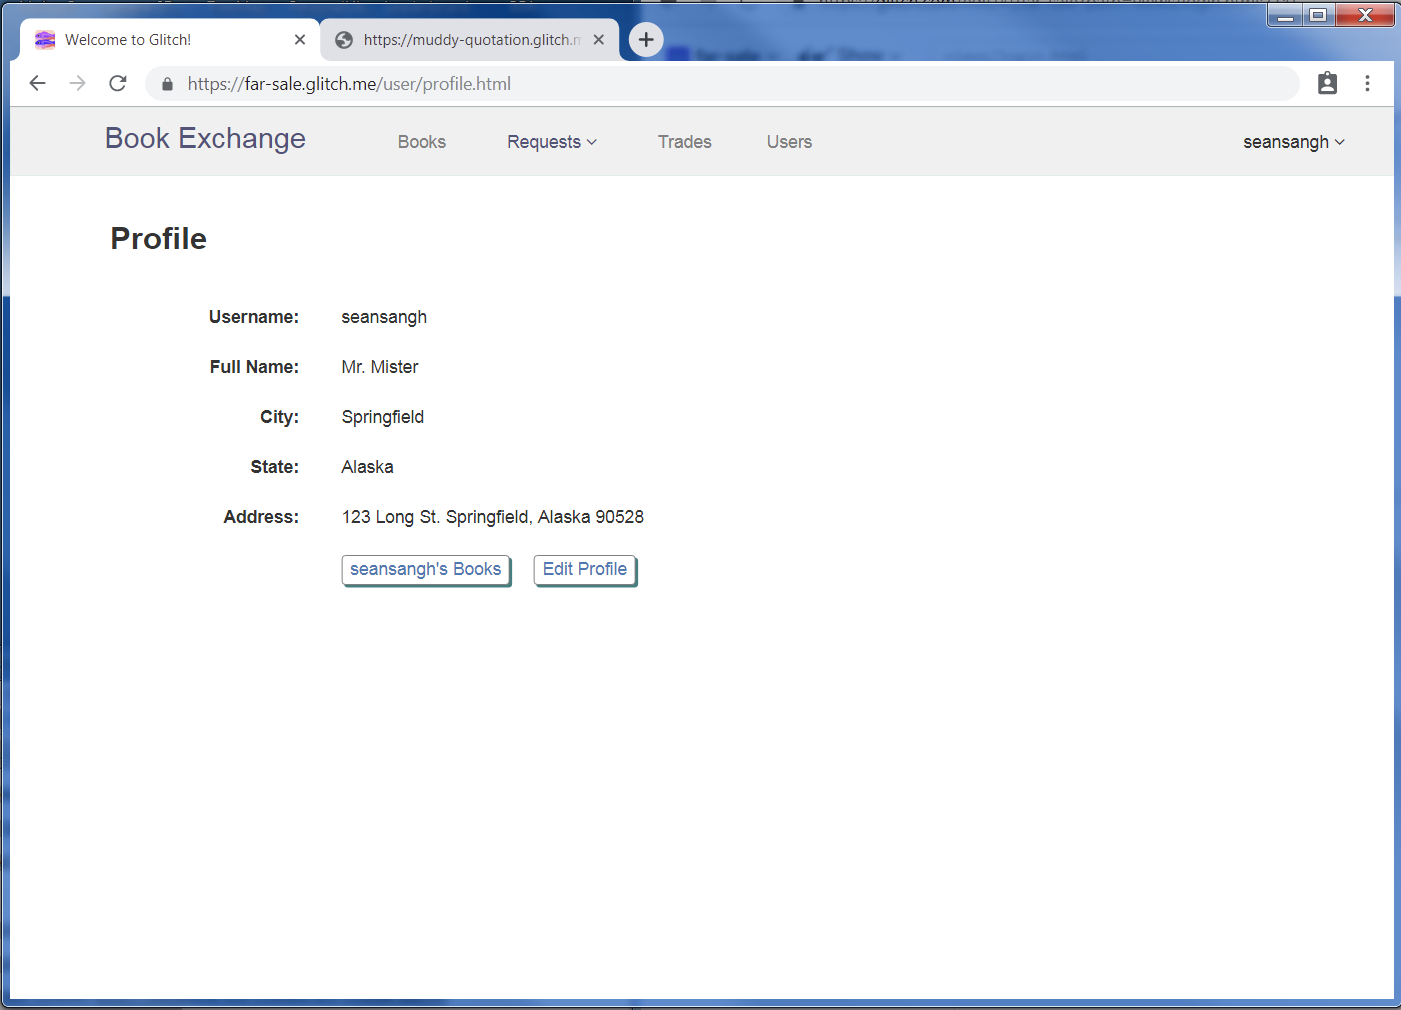 Welcome to Glitch!
https://muddy-quotation.glitch.m
https://far-sale.glitch.me/user/profile.html
Book Exchange Books Requests Trades Users seansangh
Profile
Username: seansangh
Full Name: Mr. Mister
City: Springfield
State: Alaska
Address: 123 Long St. Springfield, Alaska 90528
seansangh's Books Edit Profile